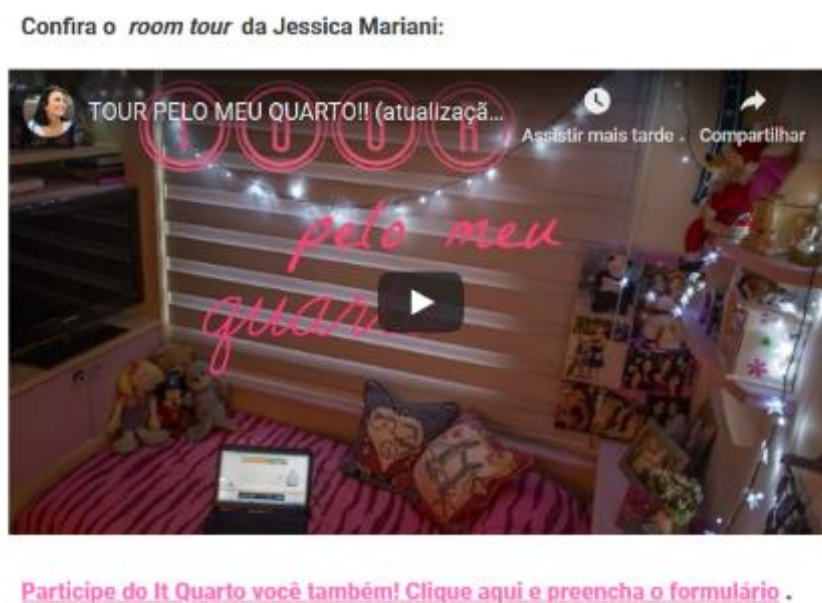 Confira o room tour da Jessica Mariani:
TOUR PELO MEU QUARTO!! (atualizaçã...
Assistir mais tarde
Compartilhar
TOUR
pelo meu
quarto
Participe do It Quarto você também! Clique aqui e preencha o formulário .